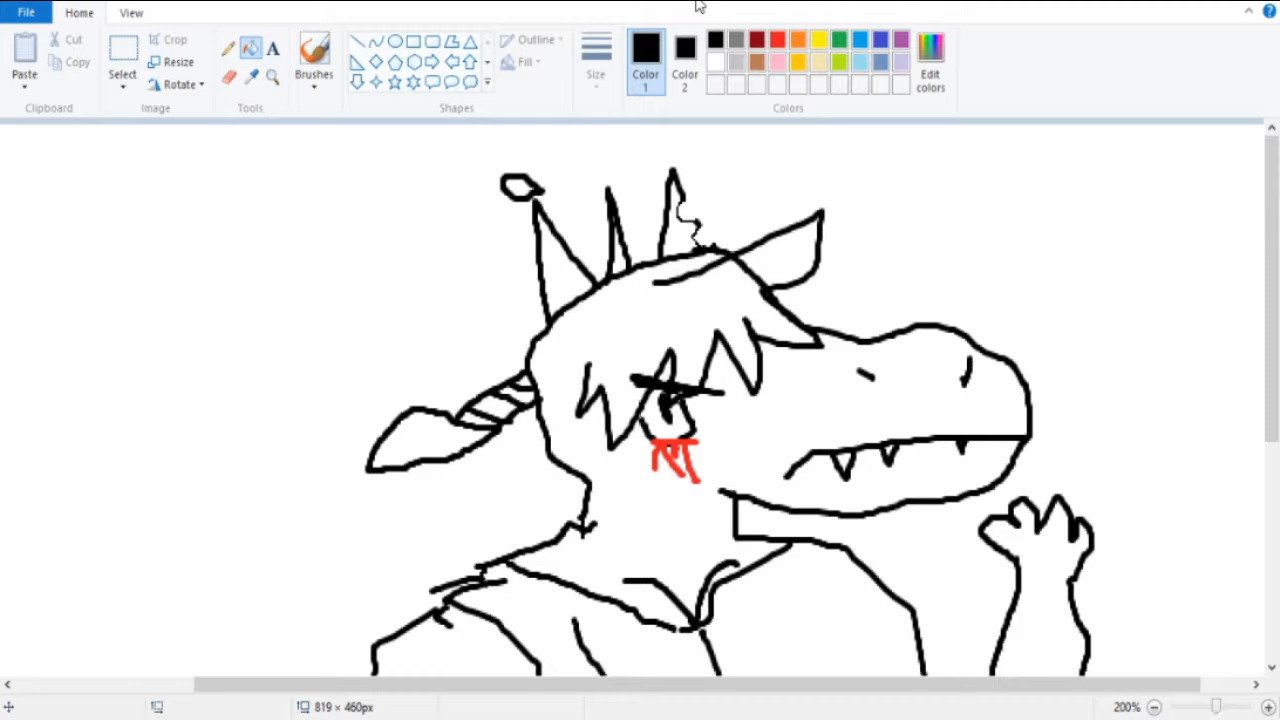 File Home View
Cut Crop Outline
Paste Copy Select Resize Brushes Fill Size Color 1 Color 2 Edit colors
Rotate
Clipboard Image Tools Shapes Colors
819 × 460px 200%